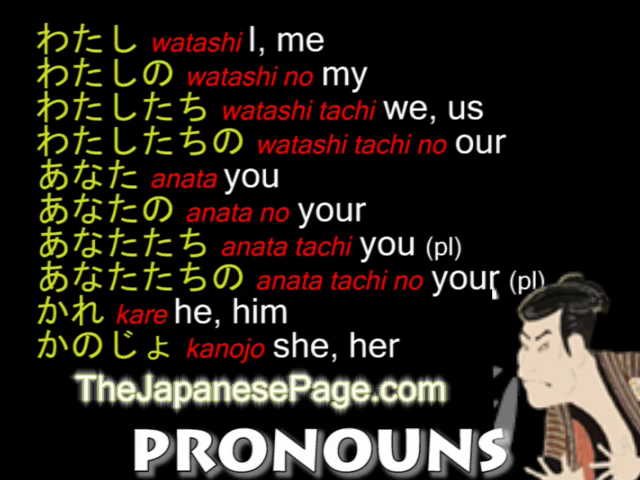 わたし watashi I, me
わたしの watashi no my
わたしたち watashi tachi we, us
わたしたちの watashi tachi no our
あなた anata you
あなたの anata no your
あなたたち anata tachi you (pl)
あなたたちの anata tachi no your (pl)
かれ kare he, him
かのじょ kanojo she, her
TheJapanesePage.com
PRONOUNS